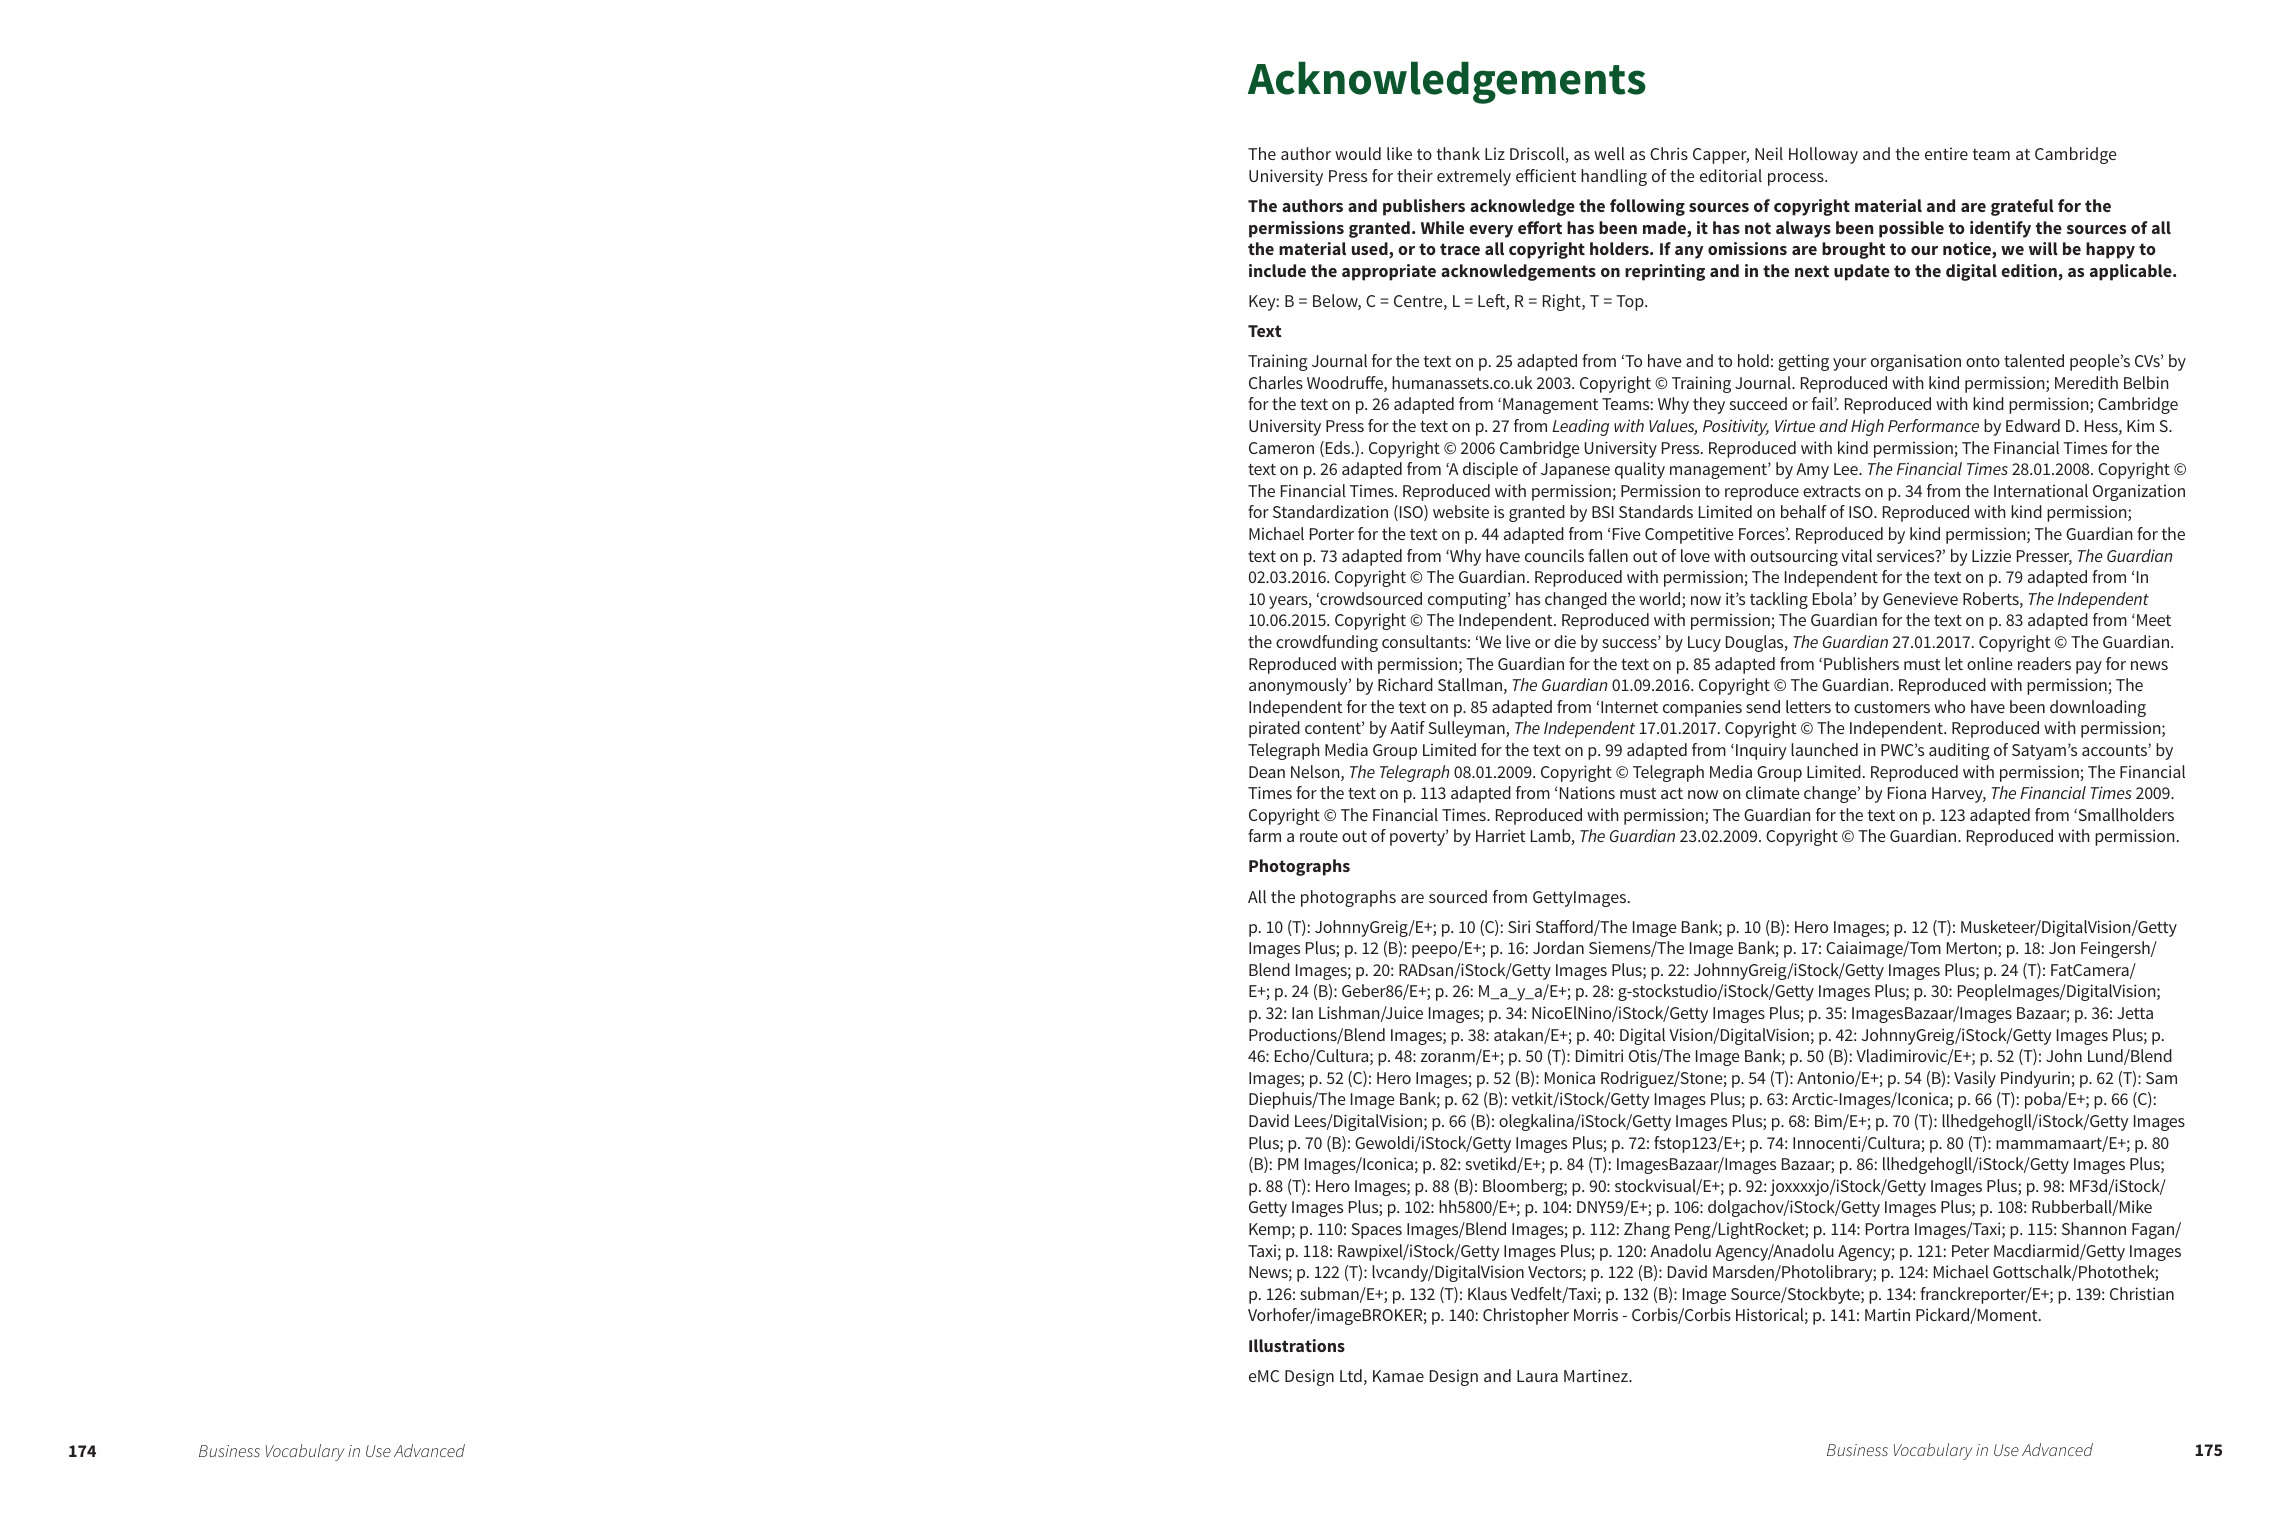 Acknowledgements
The author would like to thank Liz Driscoll, as well as Chris Capper, Neil Holloway and the entire team at Cambridge
University Press for their extremely efficient handling of the editorial process.
The authors and publishers acknowledge the following sources of copyright material and are grateful for the
permissions granted. While every effort has been made, it has not always been possible to identify the sources of all
the material used, or to trace all copyright holders. If any omissions are brought to our notice, we will be happy to
include the appropriate acknowledgements on reprinting and in the next update to the digital edition, as applicable.
Key: B = Below, C = Centre, L = Left, R = Right, T = Top.
Text
Training Journal for the text on p. 25 adapted from ‘To have and to hold: getting your organisation onto talented people’s CVs’ by
Charles Woodruffe, humanassets.co.uk 2003. Copyright © Training Journal. Reproduced with kind permission; Meredith Belbin
for the text on p. 26 adapted from ‘Management Teams: Why they succeed or fail’. Reproduced with kind permission; Cambridge
University Press for the text on p. 27 from Leading with Values, Positivity, Virtue and High Performance by Edward D. Hess, Kim S.
Cameron (Eds.). Copyright © 2006 Cambridge University Press. Reproduced with kind permission; The Financial Times for the
text on p. 26 adapted from ‘A disciple of Japanese quality management’ by Amy Lee. The Financial Times 28.01.2008. Copyright ©
The Financial Times. Reproduced with permission; Permission to reproduce extracts on p. 34 from the International Organization
for Standardization (ISO) website is granted by BSI Standards Limited on behalf of ISO. Reproduced with kind permission;
Michael Porter for the text on p. 44 adapted from ‘Five Competitive Forces’. Reproduced by kind permission; The Guardian for the
text on p. 73 adapted from ‘Why have councils fallen out of love with outsourcing vital services?’ by Lizzie Presser, The Guardian
02.03.2016. Copyright © The Guardian. Reproduced with permission; The Independent for the text on p. 79 adapted from ‘In
10 years, ‘crowdsourced computing’ has changed the world; now it’s tackling Ebola’ by Genevieve Roberts, The Independent
10.06.2015. Copyright © The Independent. Reproduced with permission; The Guardian for the text on p. 83 adapted from ‘Meet
the crowdfunding consultants: ‘We live or die by success’ by Lucy Douglas, The Guardian 27.01.2017. Copyright © The Guardian.
Reproduced with permission; The Guardian for the text on p. 85 adapted from ‘Publishers must let online readers pay for news
anonymously’ by Richard Stallman, The Guardian 01.09.2016. Copyright © The Guardian. Reproduced with permission; The
Independent for the text on p. 85 adapted from ‘Internet companies send letters to customers who have been downloading
pirated content’ by Aatif Sulleyman, The Independent 17.01.2017. Copyright © The Independent. Reproduced with permission;
Telegraph Media Group Limited for the text on p. 99 adapted from ‘Inquiry launched in PWC’s auditing of Satyam’s accounts’ by
Dean Nelson, The Telegraph 08.01.2009. Copyright © Telegraph Media Group Limited. Reproduced with permission; The Financial
Times for the text on p. 113 adapted from ‘Nations must act now on climate change’ by Fiona Harvey, The Financial Times 2009.
Copyright © The Financial Times. Reproduced with permission; The Guardian for the text on p. 123 adapted from ‘Smallholders
farm a route out of poverty’ by Harriet Lamb, The Guardian 23.02.2009. Copyright © The Guardian. Reproduced with permission.
Photographs
All the photographs are sourced from GettyImages.
p. 10 (T): JohnnyGreig/E+; p. 10 (C): Siri Stafford/The Image Bank; p. 10 (B): Hero Images; p. 12 (T): Musketeer/DigitalVision/Getty
Images Plus; p. 12 (B): peepo/E+; p. 16: Jordan Siemens/The Image Bank; p. 17: Caiaimage/Tom Merton; p. 18: Jon Feingersh/
Blend Images; p. 20: RADsan/iStock/Getty Images Plus; p. 22: JohnnyGreig/iStock/Getty Images Plus; p. 24 (T): FatCamera/
E+; p. 24 (B): Geber86/E+; p. 26: M_a_y_a/E+; p. 28: g-stockstudio/iStock/Getty Images Plus; p. 30: PeopleImages/DigitalVision;
p. 32: Ian Lishman/Juice Images; p. 34: NicoElNino/iStock/Getty Images Plus; p. 35: ImagesBazaar/Images Bazaar; p. 36: Jetta
Productions/Blend Images; p. 38: atakan/E+; p. 40: Digital Vision/DigitalVision; p. 42: JohnnyGreig/iStock/Getty Images Plus; p.
46: Echo/Cultura; p. 48: zoranm/E+; p. 50 (T): Dimitri Otis/The Image Bank; p. 50 (B): Vladimirovic/E+; p. 52 (T): John Lund/Blend
Images; p. 52 (C): Hero Images; p. 52 (B): Monica Rodriguez/Stone; p. 54 (T): Antonio/E+; p. 54 (B): Vasily Pindyurin; p. 62 (T): Sam
Diephuis/The Image Bank; p. 62 (B): vetkit/iStock/Getty Images Plus; p. 63: Arctic-Images/Iconica; p. 66 (T): poba/E+; p. 66 (C):
David Lees/DigitalVision; p. 66 (B): olegkalina/iStock/Getty Images Plus; p. 68: Bim/E+; p. 70 (T): llhedgehogll/iStock/Getty Images
Plus; p. 70 (B): Gewoldi/iStock/Getty Images Plus; p. 72: fstop123/E+; p. 74: Innocenti/Cultura; p. 80 (T): mammamaart/E+; p. 80
(B): PM Images/Iconica; p. 82: svetikd/E+; p. 84 (T): ImagesBazaar/Images Bazaar; p. 86: llhedgehogll/iStock/Getty Images Plus;
p. 88 (T): Hero Images; p. 88 (B): Bloomberg; p. 90: stockvisual/E+; p. 92: joxxxxjo/iStock/Getty Images Plus; p. 98: MF3d/iStock/
Getty Images Plus; p. 102: hh5800/E+; p. 104: DNY59/E+; p. 106: dolgachov/iStock/Getty Images Plus; p. 108: Rubberball/Mike
Kemp; p. 110: Spaces Images/Blend Images; p. 112: Zhang Peng/LightRocket; p. 114: Portra Images/Taxi; p. 115: Shannon Fagan/
Taxi; p. 118: Rawpixel/iStock/Getty Images Plus; p. 120: Anadolu Agency/Anadolu Agency; p. 121: Peter Macdiarmid/Getty Images
News; p. 122 (T): lvcandy/DigitalVision Vectors; p. 122 (B): David Marsden/Photolibrary; p. 124: Michael Gottschalk/Photothek;
p. 126: subman/E+; p. 132 (T): Klaus Vedfelt/Taxi; p. 132 (B): Image Source/Stockbyte; p. 134: franckreporter/E+; p. 139: Christian
Vorhofer/imageBROKER; p. 140: Christopher Morris - Corbis/Corbis Historical; p. 141: Martin Pickard/Moment.
Illustrations
eMC Design Ltd, Kamae Design and Laura Martinez.
174 Business Vocabulary in Use Advanced
Business Vocabulary in Use Advanced 175